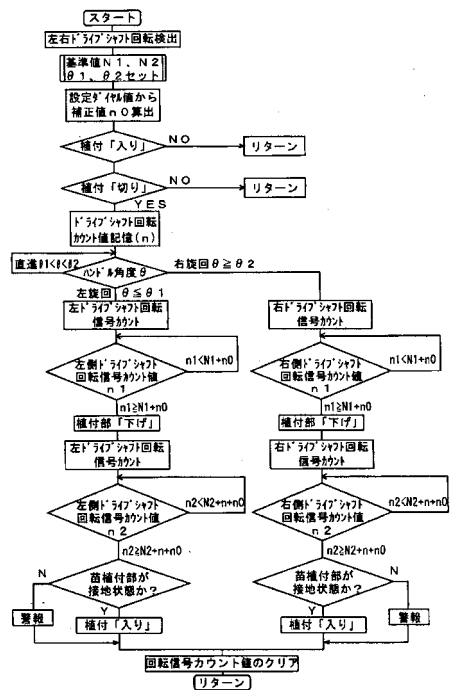 スタート
左右ドライブシャフト回転検出
基準値N1、N2
θ1、θ2セット
設定ダイヤル値から
補正値n0算出
植付「入り」
NO
リターン
植付「切り」
NO
リターン
YES
ドライブシャフト回転
カウント値記憶(n)
直進θ1<θ<θ2
ハンドル角度θ
右旋回θ≧θ2
左旋回 θ≦θ1
左ドライブシャフト回転
信号カウント
右ドライブシャフト回転
信号カウント
左側ドライブシャフト
回転信号カウント値
n1
n1<N1+n0
右側ドライブシャフト
回転信号カウント値
n1
n1<N1+n0
n1≧N1+n0
n1≧N1+n0
植付部「下げ」
植付部「下げ」
左ドライブシャフト回転
信号カウント
右ドライブシャフト回転
信号カウント
左側ドライブシャフト
回転信号カウント値
n2
n2<N2+n+n0
右側ドライブシャフト
回転信号カウント値
n2
n2<N2+n+n0
n2≧N2+n+n0
n2≧N2+n+n0
N
苗植付部が
接地状態か?
苗植付部が
接地状態か?
N
警報
Y
植付「入り」
Y
植付「入り」
警報
回転信号カウント値のクリア
リターン